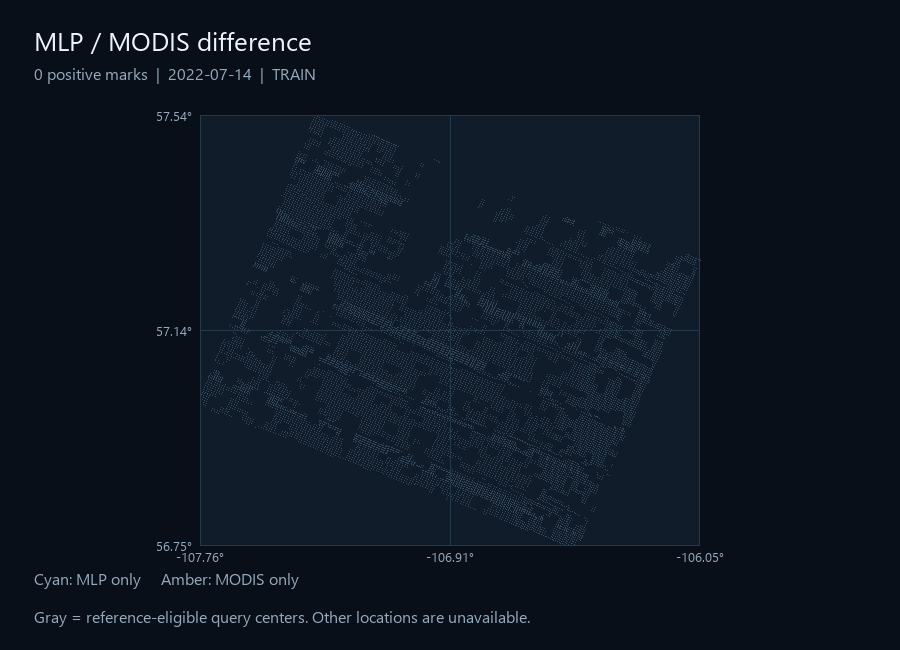 MLP / MODIS difference
0 positive marks | 2022-07-14 | TRAIN
57.54°
57.14°
56.75°
-107.76° -106.91° -106.05°
Cyan: MLP only Amber: MODIS only
Gray = reference-eligible query centers. Other locations are unavailable.